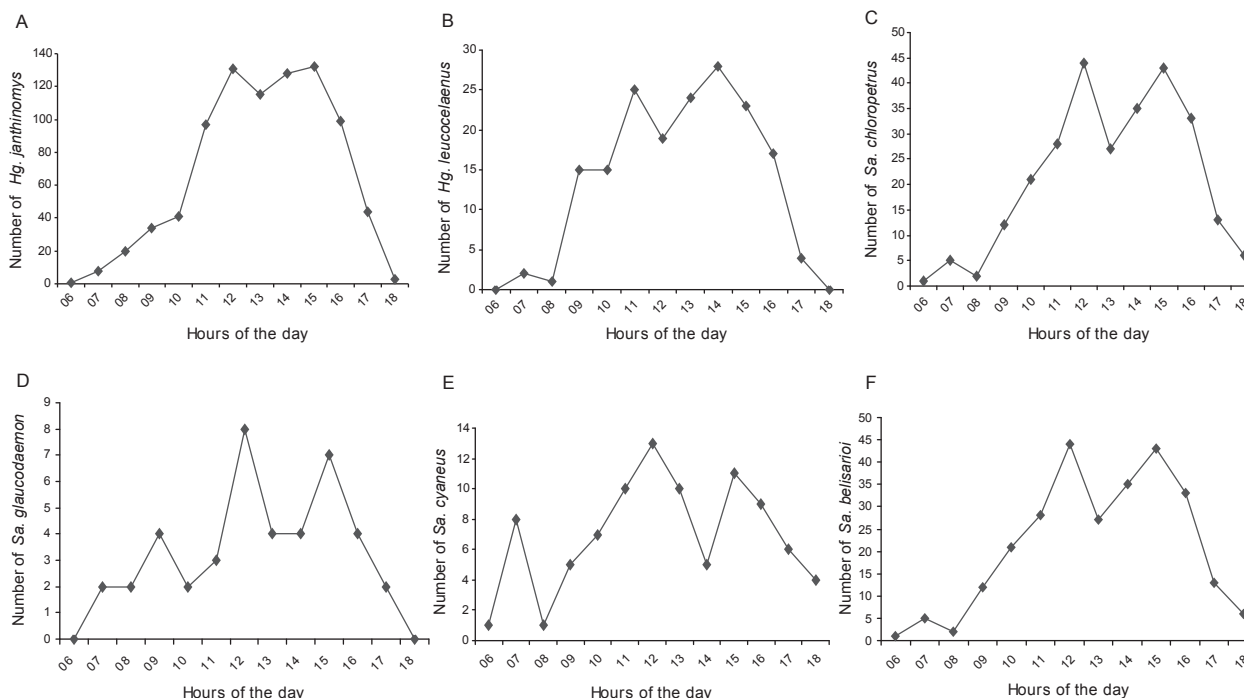 A
Number of Hg. janthinomys
140
120
100
80
60
40
20
0
06 07 08 09 10 11 12 13 14 15 16 17 18
Hours of the day
B
Number of Hg. leucocelaenus
30
25
20
15
10
5
0
06 07 08 09 10 11 12 13 14 15 16 17 18
Hours of the day
C
Number of Sa. chloropetrus
50
45
40
35
30
25
20
15
10
5
0
06 07 08 09 10 11 12 13 14 15 16 17 18
Hours of the day
D
Number of Sa. glaucodaemon
9
8
7
6
5
4
3
2
1
0
06 07 08 09 10 11 12 13 14 15 16 17 18
Hours of the day
E
Number of Sa. cyaneus
14
12
10
8
6
4
2
0
06 07 08 09 10 11 12 13 14 15 16 17 18
Hours of the day
F
Number of Sa. belisarioi
50
45
40
35
30
25
20
15
10
5
0
06 07 08 09 10 11 12 13 14 15 16 17 18
Hours of the day